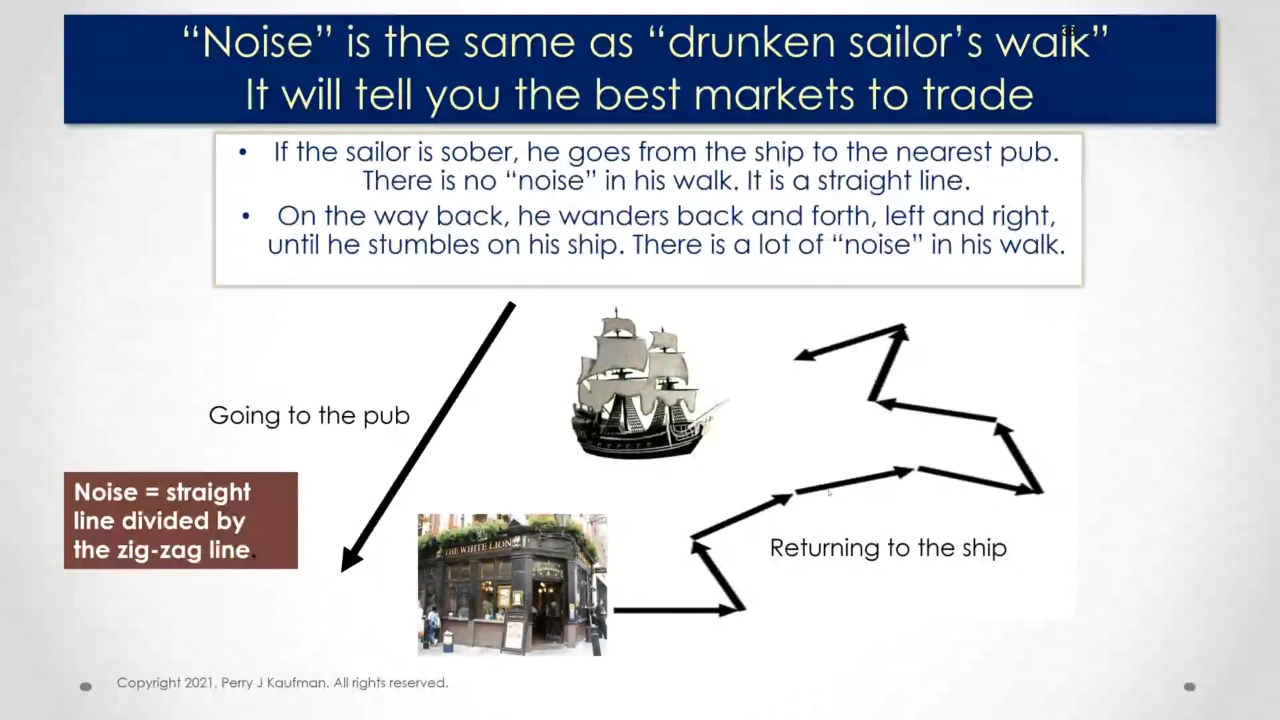 “Noise” is the same as “drunken sailor’s walk”
It will tell you the best markets to trade
• If the sailor is sober, he goes from the ship to the nearest pub.
There is no “noise” in his walk. It is a straight line.
• On the way back, he wanders back and forth, left and right,
until he stumbles on his ship. There is a lot of “noise” in his walk.
Going to the pub
Noise = straight
line divided by
the zig-zag line.
THE WHITE LION
Returning to the ship
Copyright 2021, Perry J Kaufman. All rights reserved.